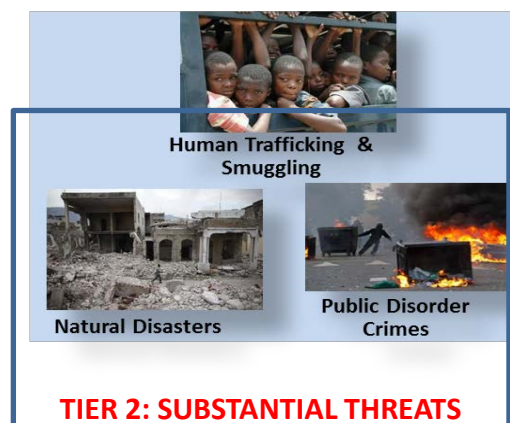 Human Trafficking &
Smuggling
Natural Disasters
Public Disorder
Crimes
TIER 2: SUBSTANTIAL THREATS